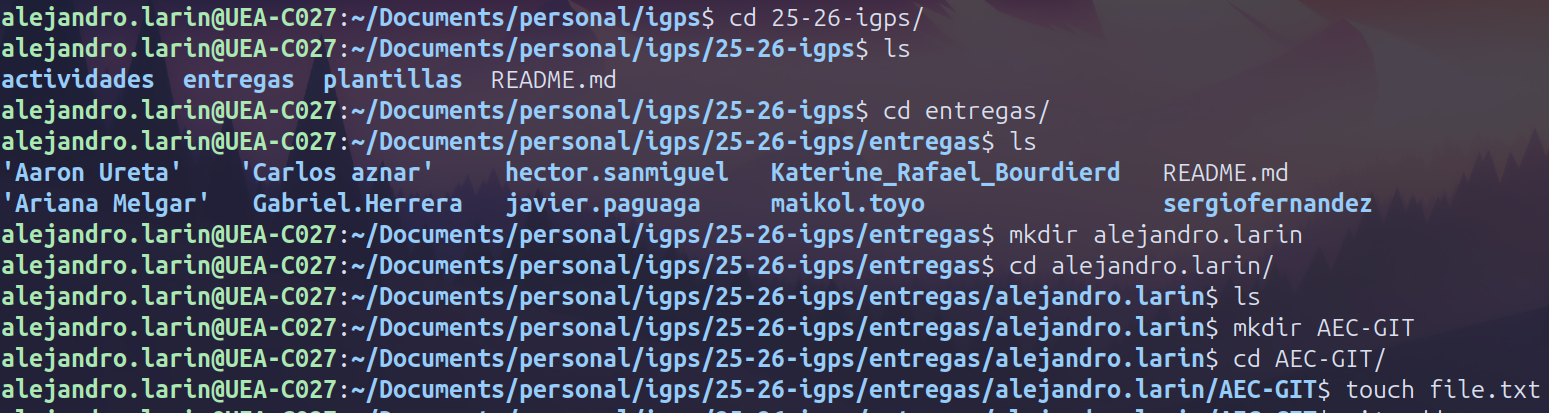 alejandro.larin@UEA-C027:~/Documents/personal/igps$ cd 25-26-igps/
alejandro.larin@UEA-C027:~/Documents/personal/igps/25-26-igps$ ls
actividades  entregas  plantillas  README.md
alejandro.larin@UEA-C027:~/Documents/personal/igps/25-26-igps$ cd entregas/
alejandro.larin@UEA-C027:~/Documents/personal/igps/25-26-igps/entregas$ ls
'Aaron Ureta'    'Carlos aznar'     hector.sanmiguel   Katerine_Rafael_Bourdierd   README.md
'Ariana Melgar'   Gabriel.Herrera   javier.paguaga     maikol.toyo                 sergiofernandez
alejandro.larin@UEA-C027:~/Documents/personal/igps/25-26-igps/entregas$ mkdir alejandro.larin
alejandro.larin@UEA-C027:~/Documents/personal/igps/25-26-igps/entregas$ cd alejandro.larin/
alejandro.larin@UEA-C027:~/Documents/personal/igps/25-26-igps/entregas/alejandro.larin$ ls
alejandro.larin@UEA-C027:~/Documents/personal/igps/25-26-igps/entregas/alejandro.larin$ mkdir AEC-GIT
alejandro.larin@UEA-C027:~/Documents/personal/igps/25-26-igps/entregas/alejandro.larin$ cd AEC-GIT/
alejandro.larin@UEA-C027:~/Documents/personal/igps/25-26-igps/entregas/alejandro.larin/AEC-GIT$ touch file.txt